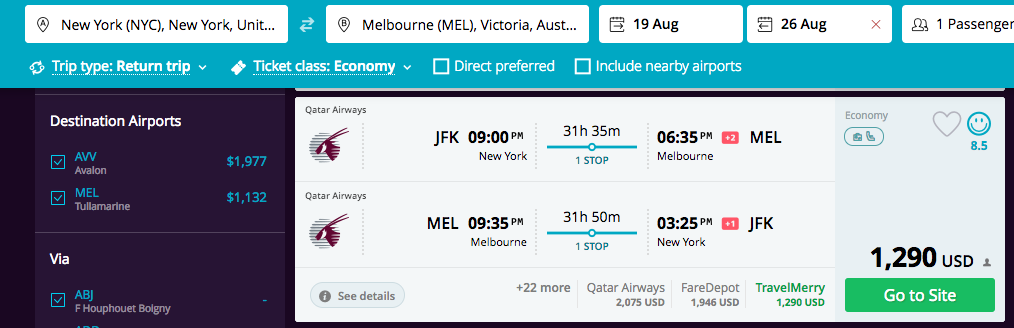 New York (NYC), New York, Unit...
Melbourne (MEL), Victoria, Aust...
19 Aug
26 Aug
1 Passenger
Trip type: Return trip
Ticket class: Economy
Direct preferred
Include nearby airports
Destination Airports
AVV
Avalon
$1,977
MEL
Tullamarine
$1,132
Via
ABJ
F Houphouet Boigny
-
Qatar Airways
JFK 09:00 PM
New York
31h 35m
1 STOP
06:35 PM +2 MEL
Melbourne
Qatar Airways
MEL 09:35 PM
Melbourne
31h 50m
1 STOP
03:25 PM +1 JFK
New York
See details
+22 more
Qatar Airways
2,075 USD
FareDepot
1,946 USD
TravelMerry
1,290 USD
Economy
8.5
1,290 USD
Go to Site